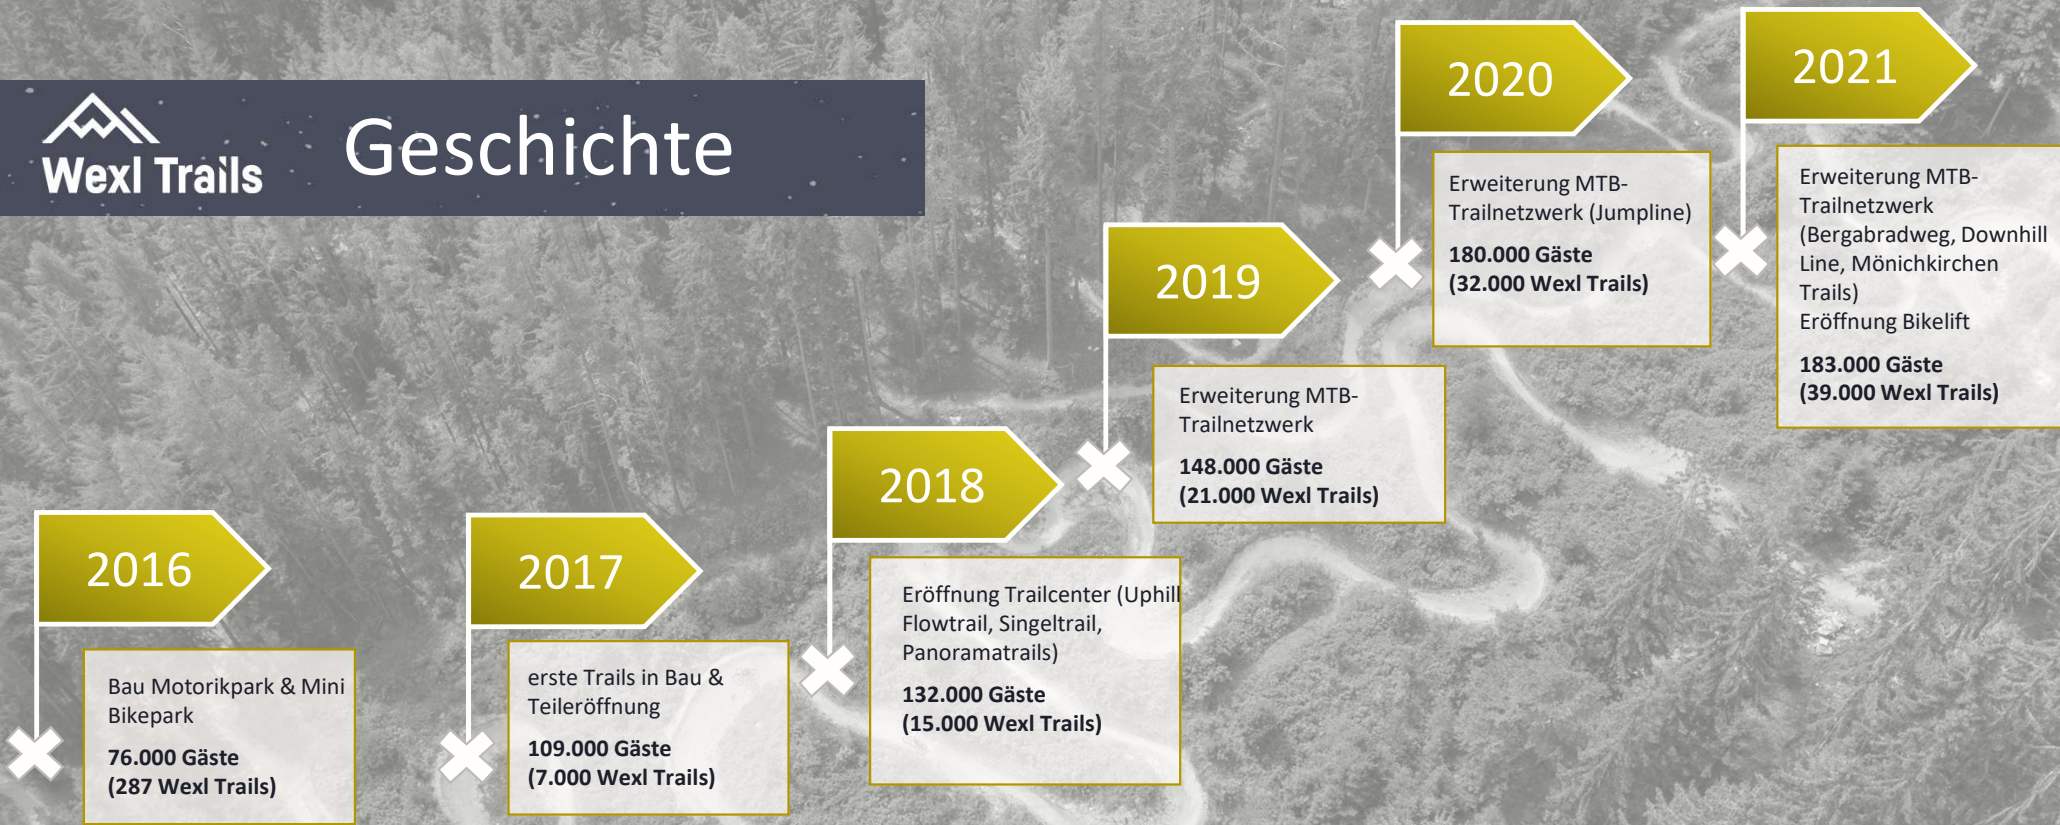 Wexl Trails
Geschichte
2016
Bau Motorikpark & Mini
Bikepark
76.000 Gäste
(287 Wexl Trails)
2017
erste Trails in Bau &
Teileröffnung
109.000 Gäste
(7.000 Wexl Trails)
2018
Eröffnung Trailcenter (Uphill
Flowtrail, Singeltrail,
Panoramatrails)
132.000 Gäste
(15.000 Wexl Trails)
2019
Erweiterung MTB-
Trailnetzwerk
148.000 Gäste
(21.000 Wexl Trails)
2020
Erweiterung MTB-
Trailnetzwerk (Jumpline)
180.000 Gäste
(32.000 Wexl Trails)
2021
Erweiterung MTB-
Trailnetzwerk
(Bergabradweg, Downhill
Line, Mönichkirchen
Trails)
Eröffnung Bikelift
183.000 Gäste
(39.000 Wexl Trails)